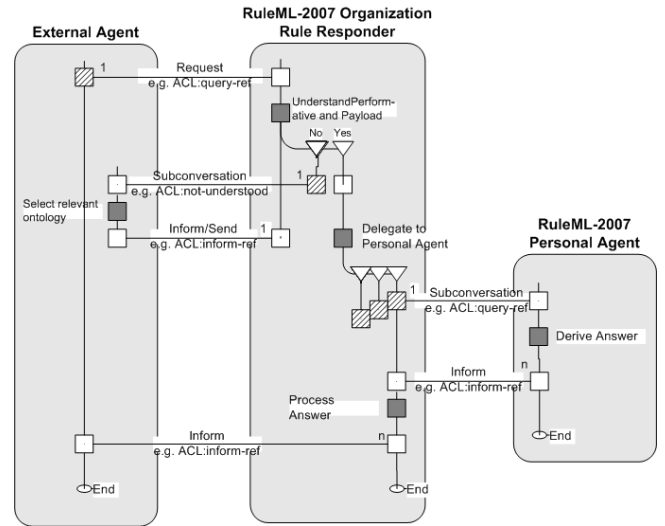 RuleML-2007 Organization
Rule Responder
External Agent
1
Request
e.g. ACL:query-ref
UnderstandPerform-
ative and Payload
No
Yes
Subconversation
e.g. ACL:not-understood
1
Select relevant
ontology
Inform/Send
e.g. ACL:inform-ref
1
Delegate to
Personal Agent
RuleML-2007
Personal Agent
1
Subconversation
e.g. ACL:query-ref
Derive Answer
Inform
e.g. ACL:inform-ref
n
Process
Answer
Inform
e.g. ACL:inform-ref
n
End
End
End